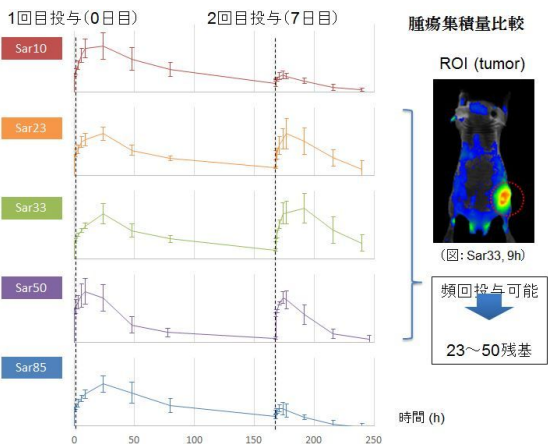 1回目投与(0日目)
2回目投与(7日目)
腫瘍集積量比較
Sar10
ROI (tumor)
Sar23
Sar33
(図: Sar33, 9h)
Sar50
頻回投与可能
23～50残基
Sar85
時間 (h)
0 50 100 150 200 250